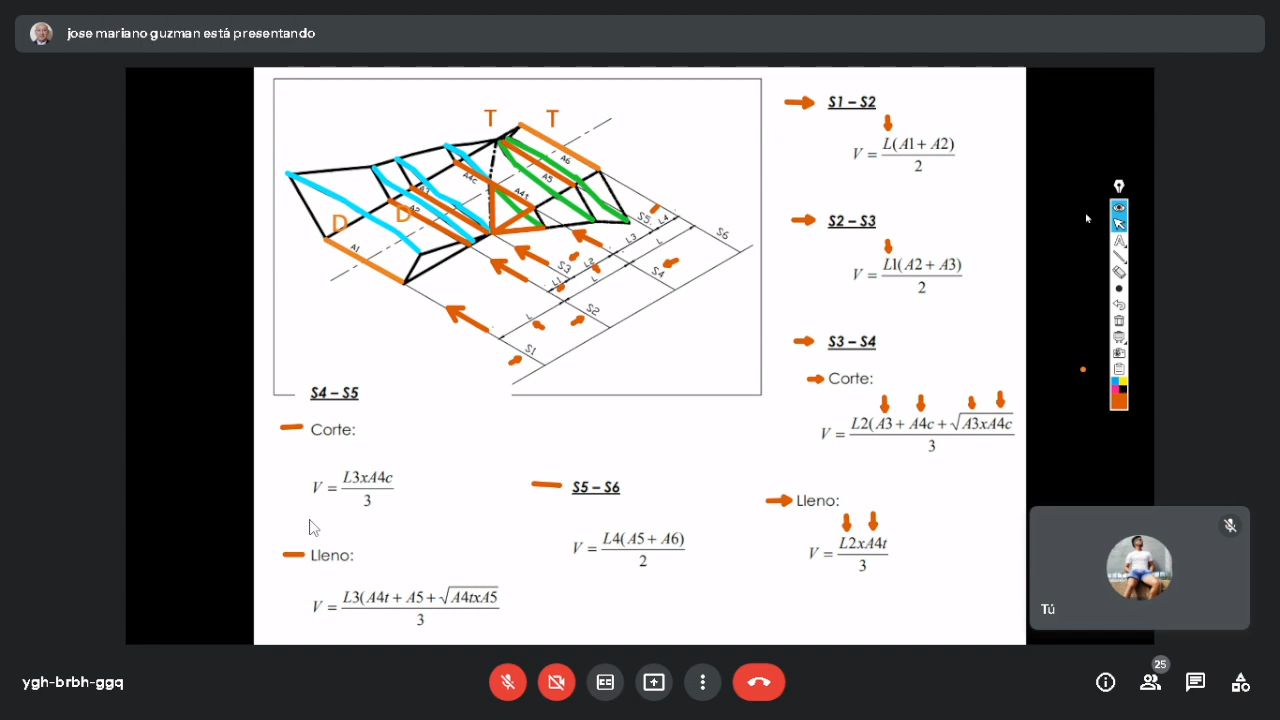 jose mariano guzman está presentando
T T
D D
A1
A2
A3
A4c
A4t
A5
A6
L
L1
L2
L
L3
L4
L
S1
S2
S3
S4
S5
S6
S1 – S2
V = L(A1 + A2) / 2
S2 – S3
V = L1(A2 + A3) / 2
S3 – S4
Corte:
V = L2(A3 + A4c + √A3xA4c / 3
Lleno:
V = L2xA4t / 3
S4 – S5
Corte:
V = L3xA4c / 3
Lleno:
V = L3(A4t + A5 + √A4txA5 / 3
S5 – S6
V = L4(A5 + A6) / 2
Tú
ygh-brbh-ggq
25